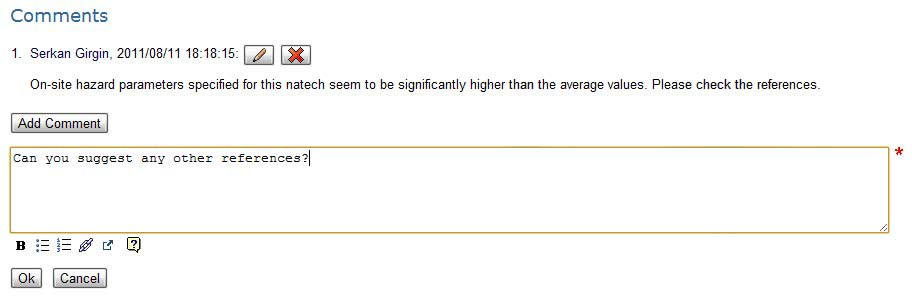 Comments
1. Serkan Girgin, 2011/08/11 18:18:15:
On-site hazard parameters specified for this natech seem to be significantly higher than the average values. Please check the references.
Add Comment
Can you suggest any other references?
*
B ?
Ok Cancel